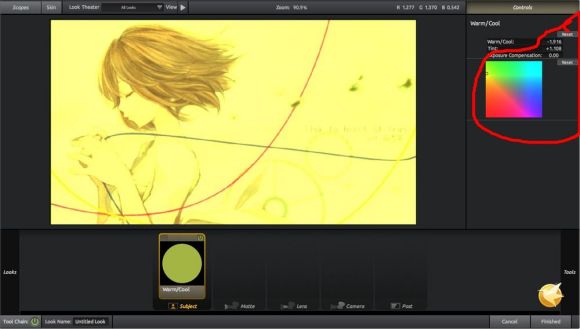 Scopes Skin Look Theater All Looks View Zoom: 90.9% R 1.277, G 1.370 B 0.542 Controls
Warm/Cool
Reset
Warm/Cool: -1.916
Tint: +1.108
Exposure Compensation: 0.00
Reset
Looks
Tools
Warm/Cool
Subject Matte Lens Camera Post
Tool Chain: Look Name: Untitled Look Cancel Finished